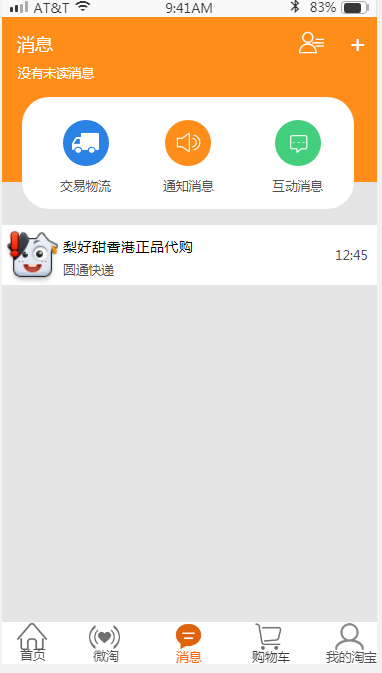 AT&T 9:41AM 83%
消息
没有未读消息
交易物流 通知消息 互动消息
梨好甜香港正品代购 12:45
圆通快递
首页 微淘 消息 购物车 我的淘宝